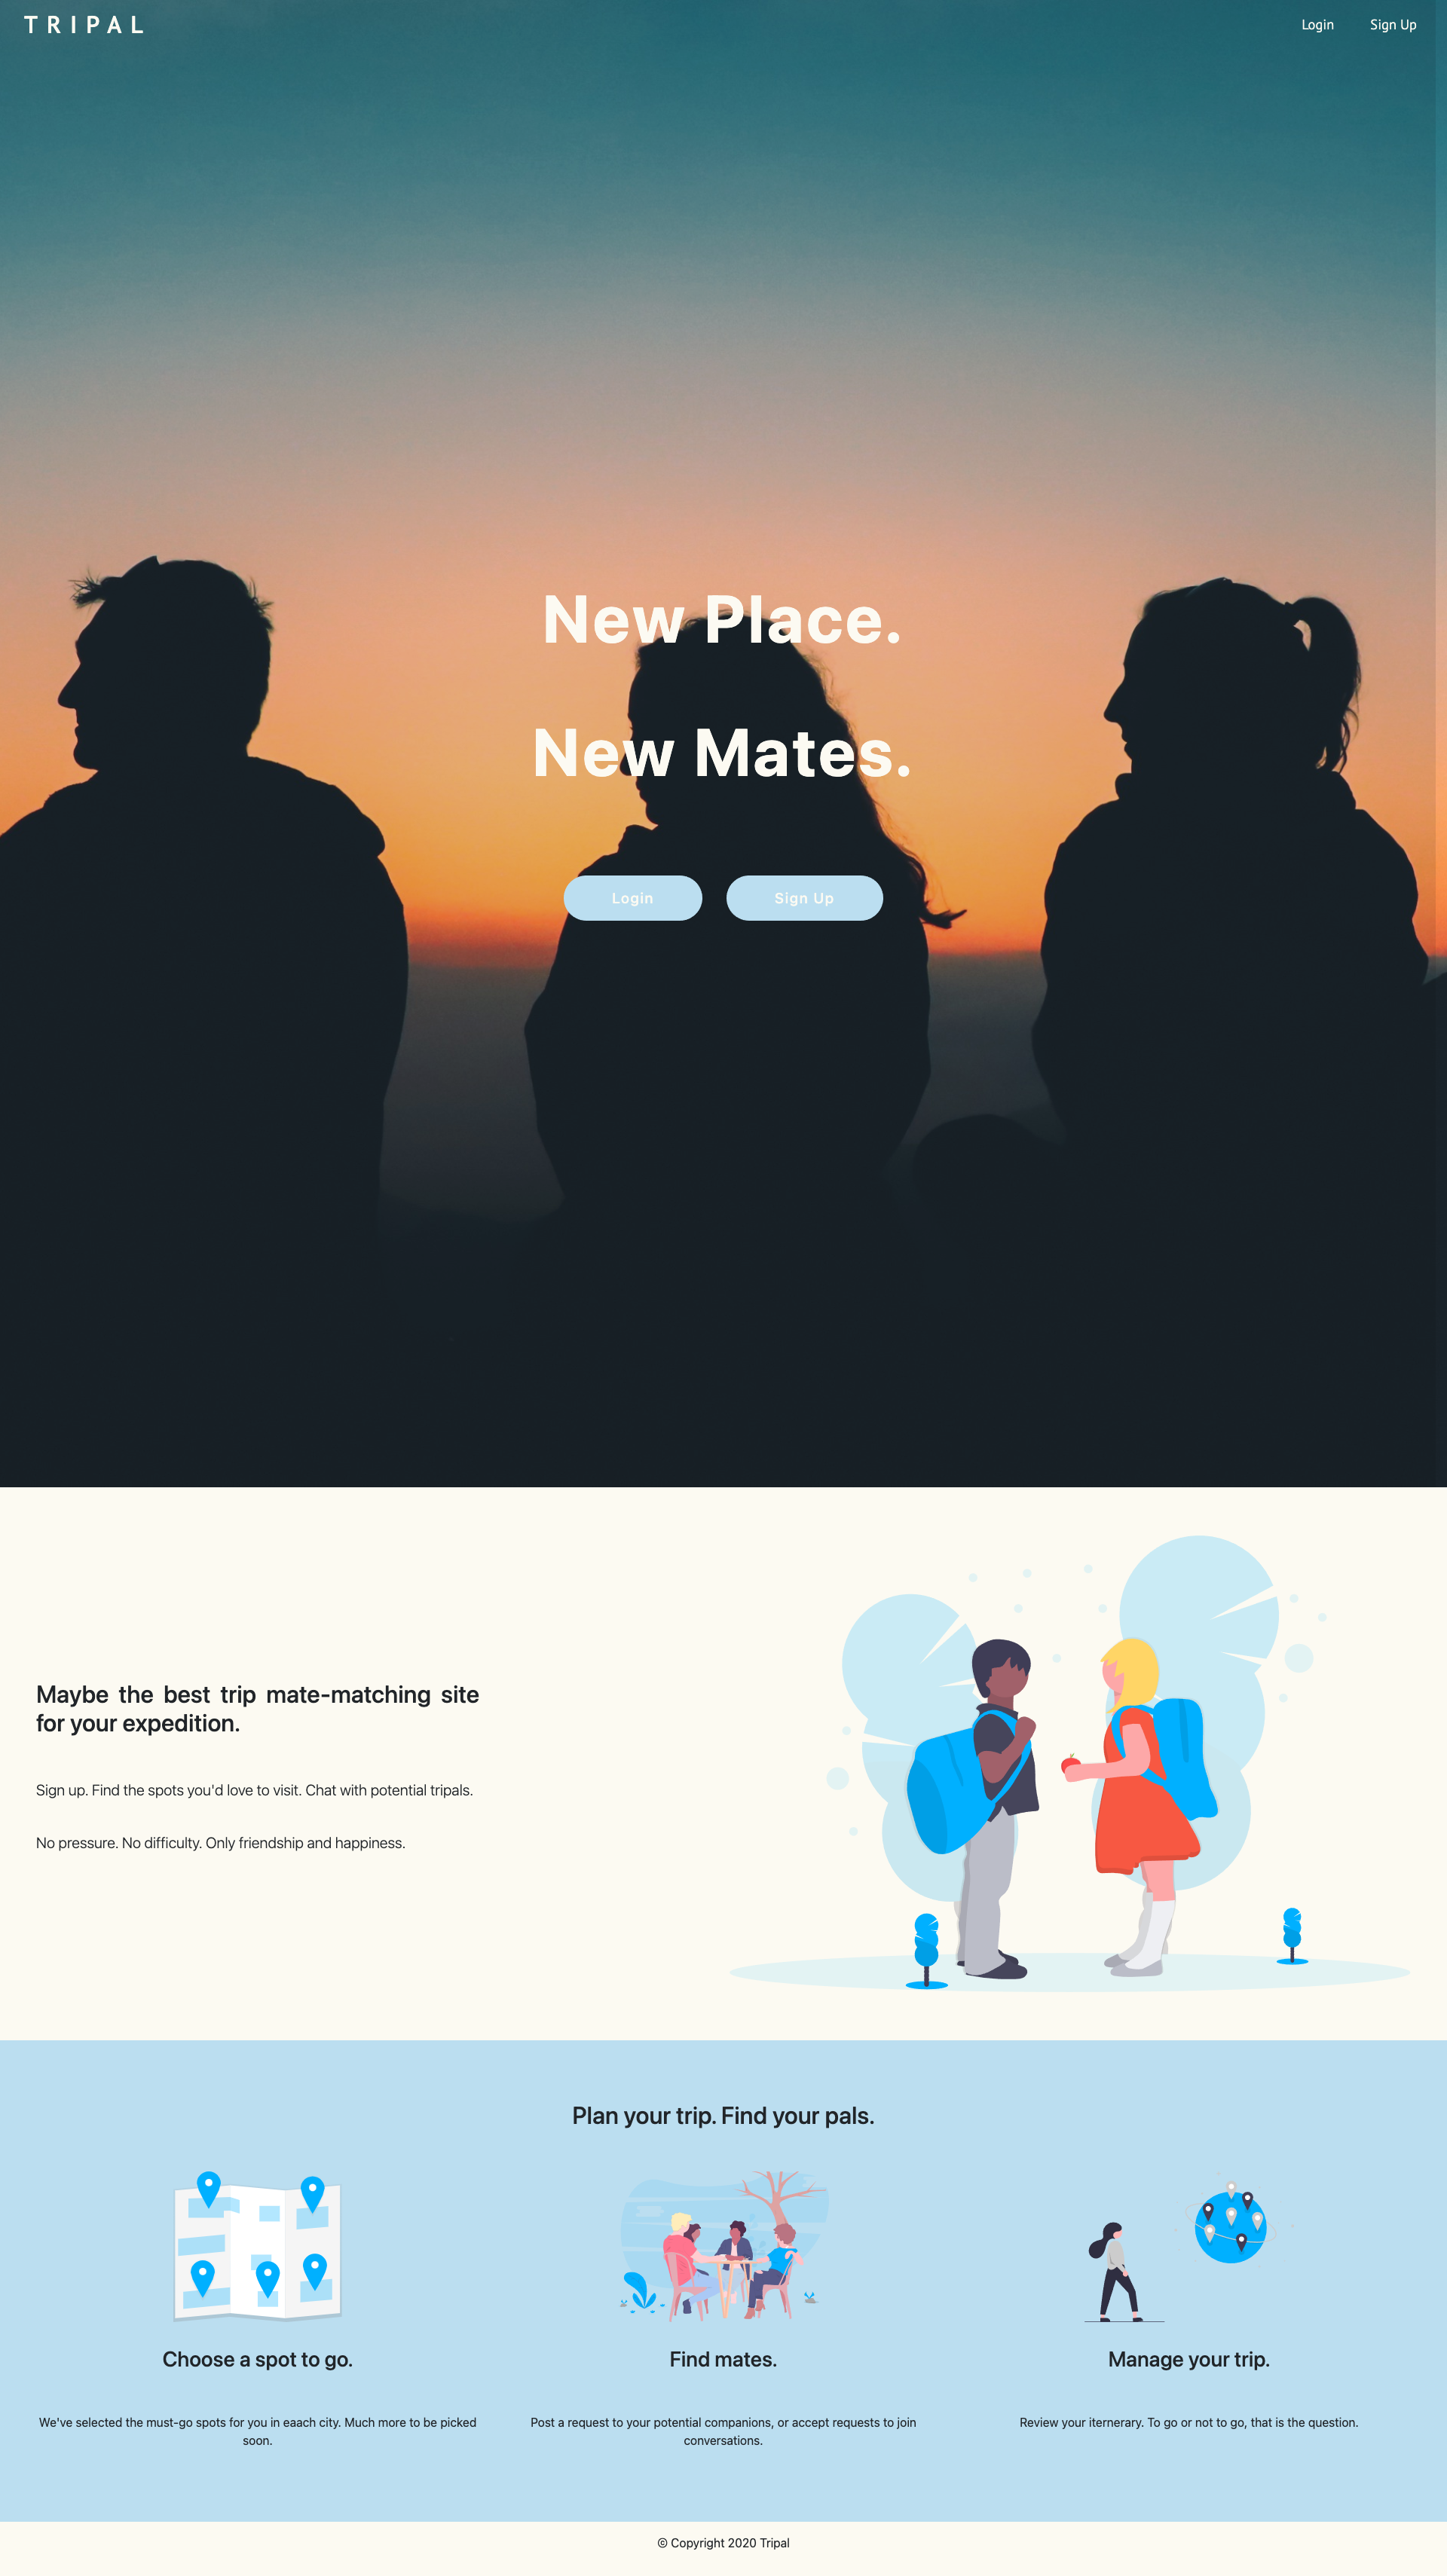 TRIPAL
Login
Sign Up
New Place.
New Mates.
Login
Sign Up
Maybe the best trip mate-matching site
for your expedition.
Sign up. Find the spots you'd love to visit. Chat with potential tripals.
No pressure. No difficulty. Only friendship and happiness.
Plan your trip. Find your pals.
Choose a spot to go.
We've selected the must-go spots for you in eaach city. Much more to be picked
soon.
Find mates.
Post a request to your potential companions, or accept requests to join
conversations.
Manage your trip.
Review your iternerary. To go or not to go, that is the question.
© Copyright 2020 Tripal